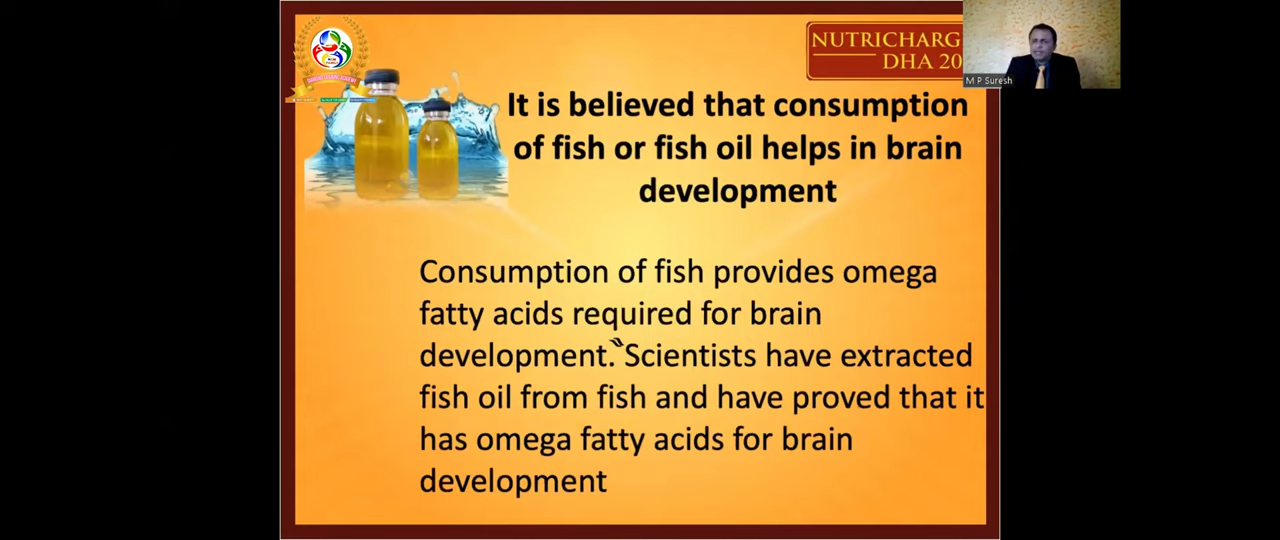 NUTRICHARG
DHA 20
M P Suresh
It is believed that consumption
of fish or fish oil helps in brain
development
Consumption of fish provides omega
fatty acids required for brain
development. Scientists have extracted
fish oil from fish and have proved that it
has omega fatty acids for brain
development